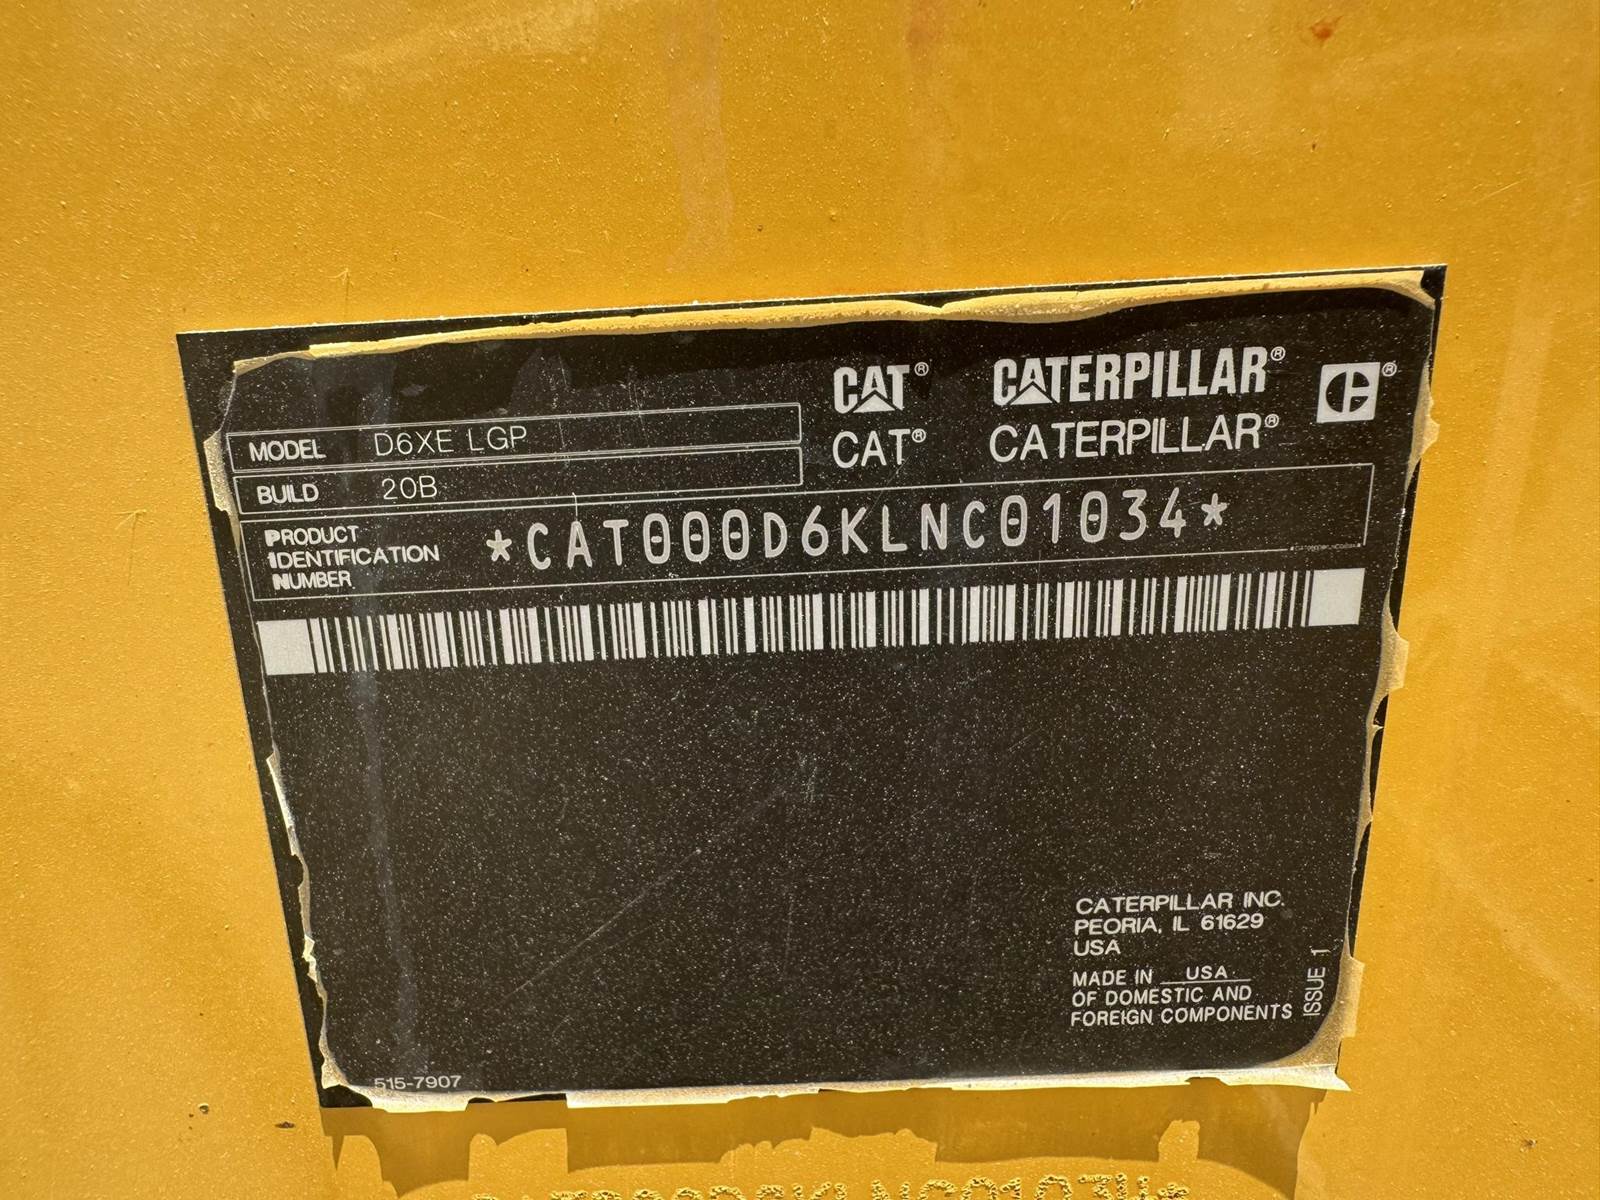 CAT® CATERPILLAR®
CAT® CATERPILLAR®
MODEL D6XE LGP
BUILD 20B
PRODUCT IDENTIFICATION NUMBER
*CAT000D6KLNC01034*
CATERPILLAR INC.
PEORIA, IL 61629
USA
MADE IN USA
OF DOMESTIC AND
FOREIGN COMPONENTS
ISSUE 1
515-7907